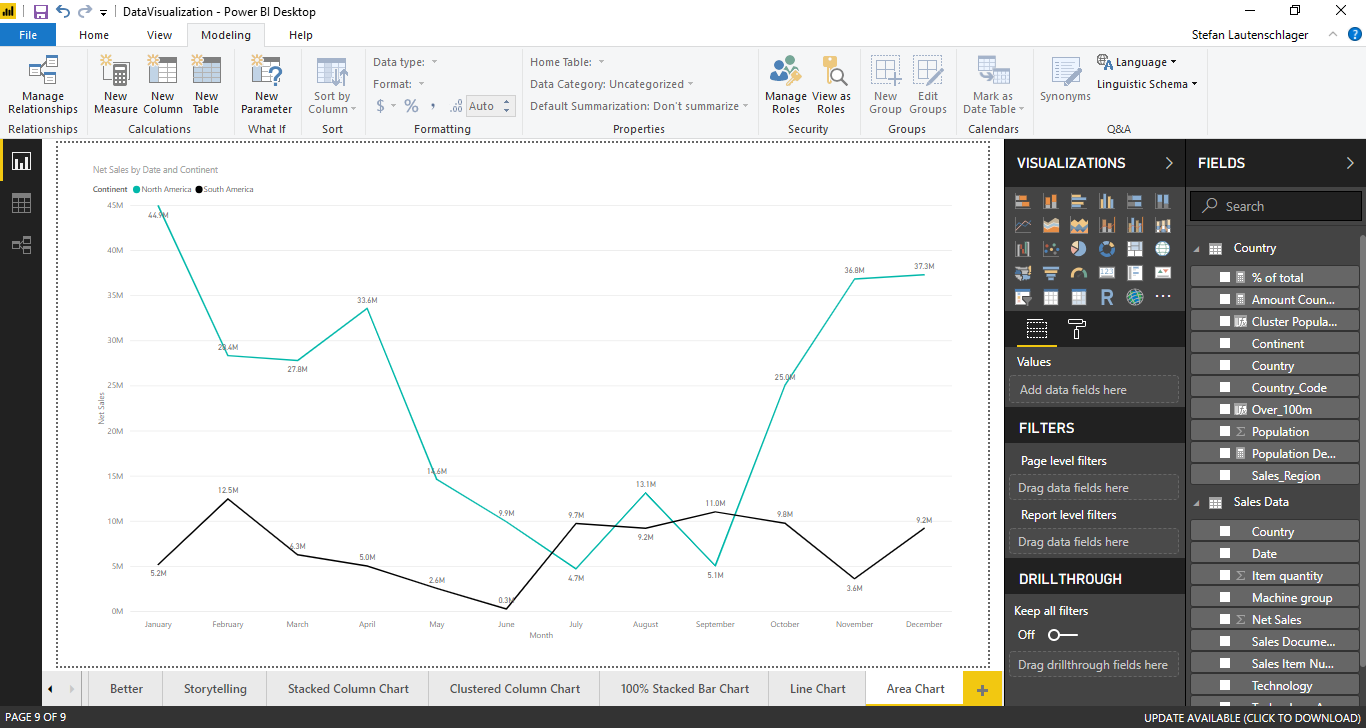 DataVisualization - Power BI Desktop
File Home View Modeling Help
Stefan Lautenschlager
?
Manage Relationships
Relationships
New Measure
New Column
New Table
Calculations
New Parameter
What If
Sort by Column
Sort
Data type:
Format:
$ % , .00 Auto
Formatting
Home Table:
Data Category: Uncategorized
Default Summarization: Don't summarize
Properties
Manage Roles
View as Roles
Security
New Group
Edit Groups
Groups
Mark as Date Table
Calendars
Synonyms
Language
Linguistic Schema
Q&A
Net Sales by Date and Continent
Continent North America South America
45M
40M
35M
30M
25M
20M
15M
10M
5M
0M
Net Sales
44.9M
28.4M
27.8M
33.6M
14.6M
9.9M
4.7M
13.1M
5.1M
25.0M
36.8M
37.3M
5.2M
12.5M
6.3M
5.0M
2.6M
0.3M
9.7M
9.2M
11.0M
9.8M
3.6M
9.2M
January February March April May June July August September October November December
Month
VISUALIZATIONS
123
R
...
Values
Add data fields here
FILTERS
Page level filters
Drag data fields here
Report level filters
Drag data fields here
DRILLTHROUGH
Keep all filters
Off
Drag drillthrough fields here
FIELDS
Search
Country
% of total
Amount Coun...
Cluster Popula...
Continent
Country
Country_Code
Over_100m
Σ Population
Population De...
Sales_Region
Sales Data
Country
Date
Σ Item quantity
Machine group
Σ Net Sales
Sales Docume...
Sales Item Nu...
Technology
Better Storytelling Stacked Column Chart Clustered Column Chart 100% Stacked Bar Chart Line Chart Area Chart +
PAGE 9 OF 9
UPDATE AVAILABLE (CLICK TO DOWNLOAD)